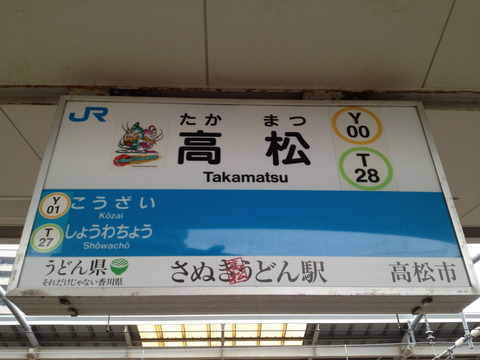 JR
たか まつ
高松
Takamatsu
Y
00
T
28
Y
01
こうざい
Kōzai
T
27
しょうわちょう
Shōwachō
うどん県
それだけじゃない香川県
さぬきうどん駅
高松市